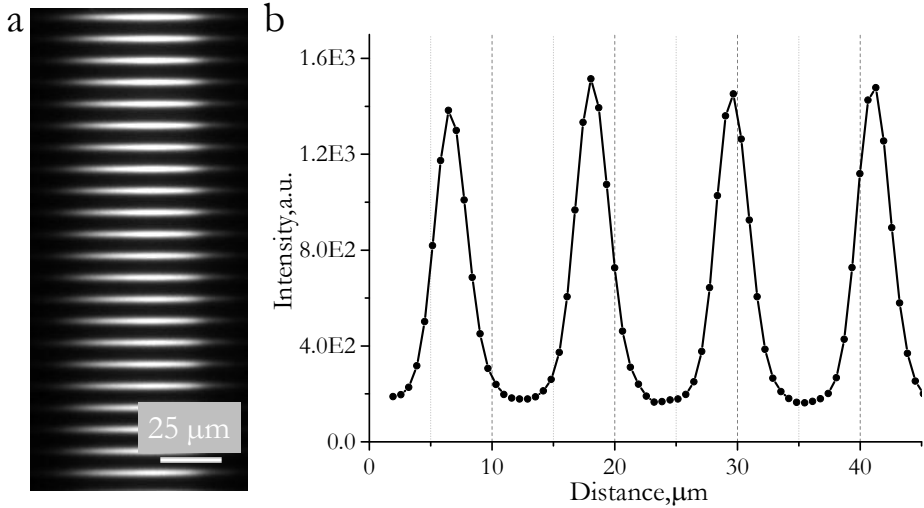 a
25 μm
b
Intensity,a.u.
1.6E3
1.2E3
8.0E2
4.0E2
0.0
0 10 20 30 40
Distance,μm